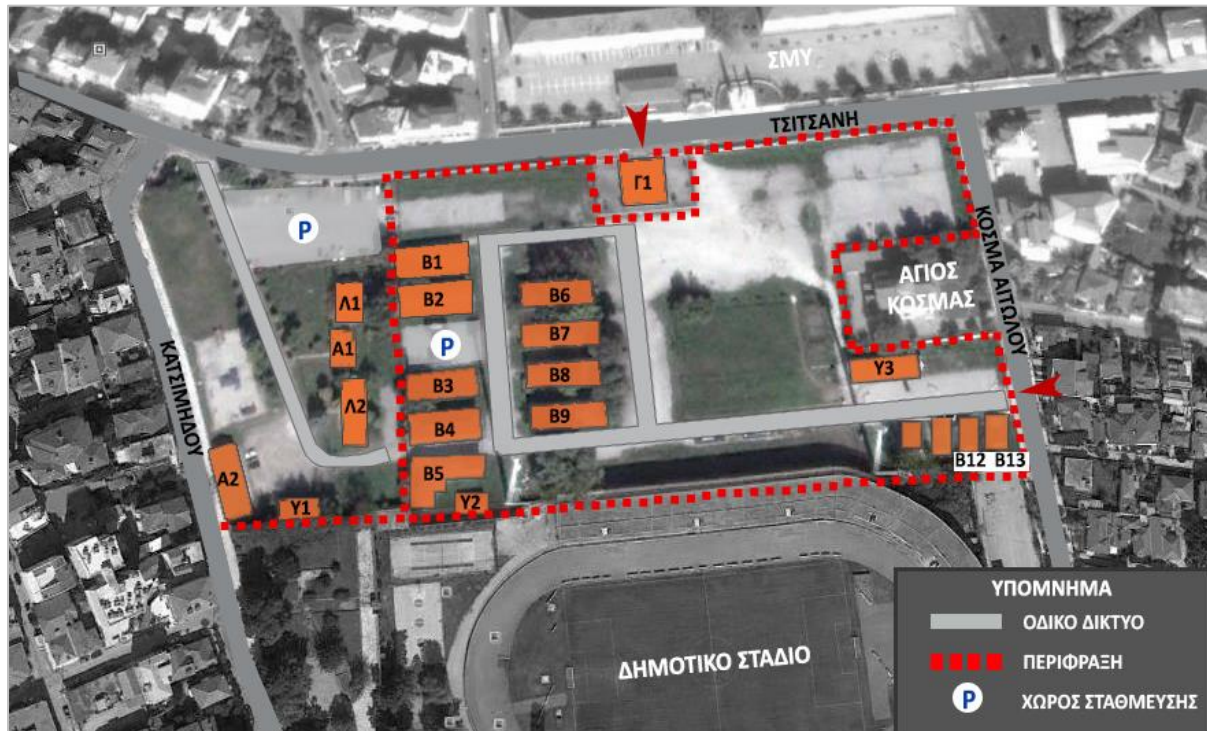 ΣΜΥ
ΤΣΙΤΣΑΝΗ
Γ1
P
ΚΟΣΜΑ ΑΙΤΩΛΟΥ
Β1
ΑΓΙΟΣ
ΚΟΣΜΑΣ
Β6
Λ1
Β2
Β7
P
Α1
ΚΑΤΣΙΜΗΔΟΥ
Υ3
Β8
Β3
Λ2
Β9
Β4
Β12 Β13
Β5
Α2
Υ2
Υ1
ΔΗΜΟΤΙΚΟ ΣΤΑΔΙΟ
ΥΠΟΜΝΗΜΑ
ΟΔΙΚΟ ΔΙΚΤΥΟ
ΠΕΡΙΦΡΑΞΗ
P ΧΩΡΟΣ ΣΤΑΘΜΕΥΣΗΣ